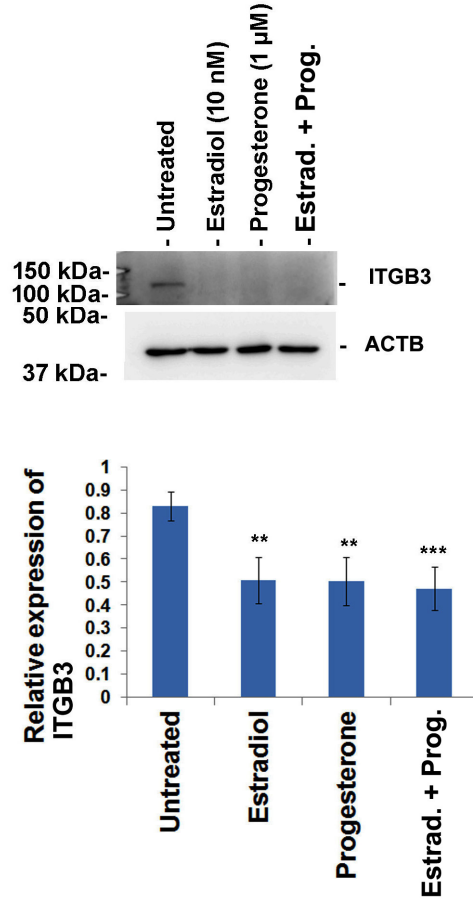 - Untreated
- Estradiol (10 nM)
- Progesterone (1 µM)
- Estrad. + Prog.
150 kDa-
- ITGB3
100 kDa-
50 kDa-
- ACTB
37 kDa-
Relative expression of
ITGB3
1
0.9
0.8
0.7
0.6
0.5
0.4
0.3
0.2
0.1
0
**
**
***
Untreated
Estradiol
Progesterone
Estrad. + Prog.